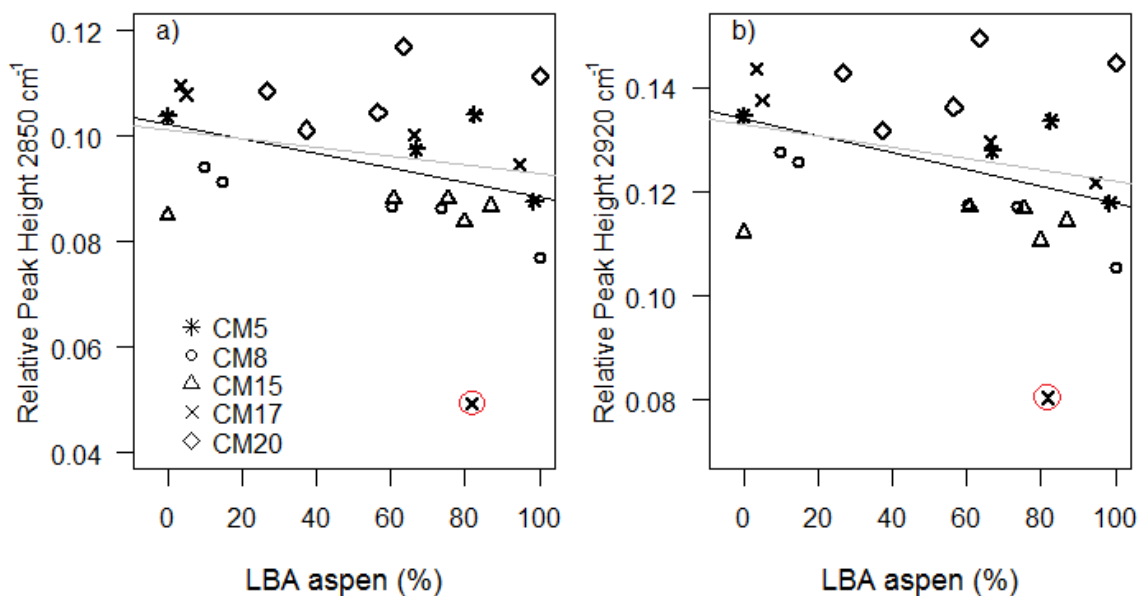 a)
Relative Peak Height 2850 cm⁻¹
0.12
0.10
0.08
0.06
0.04
CM5
CM8
CM15
CM17
CM20
0 20 40 60 80 100
LBA aspen (%)
b)
Relative Peak Height 2920 cm⁻¹
0.14
0.12
0.10
0.08
0 20 40 60 80 100
LBA aspen (%)